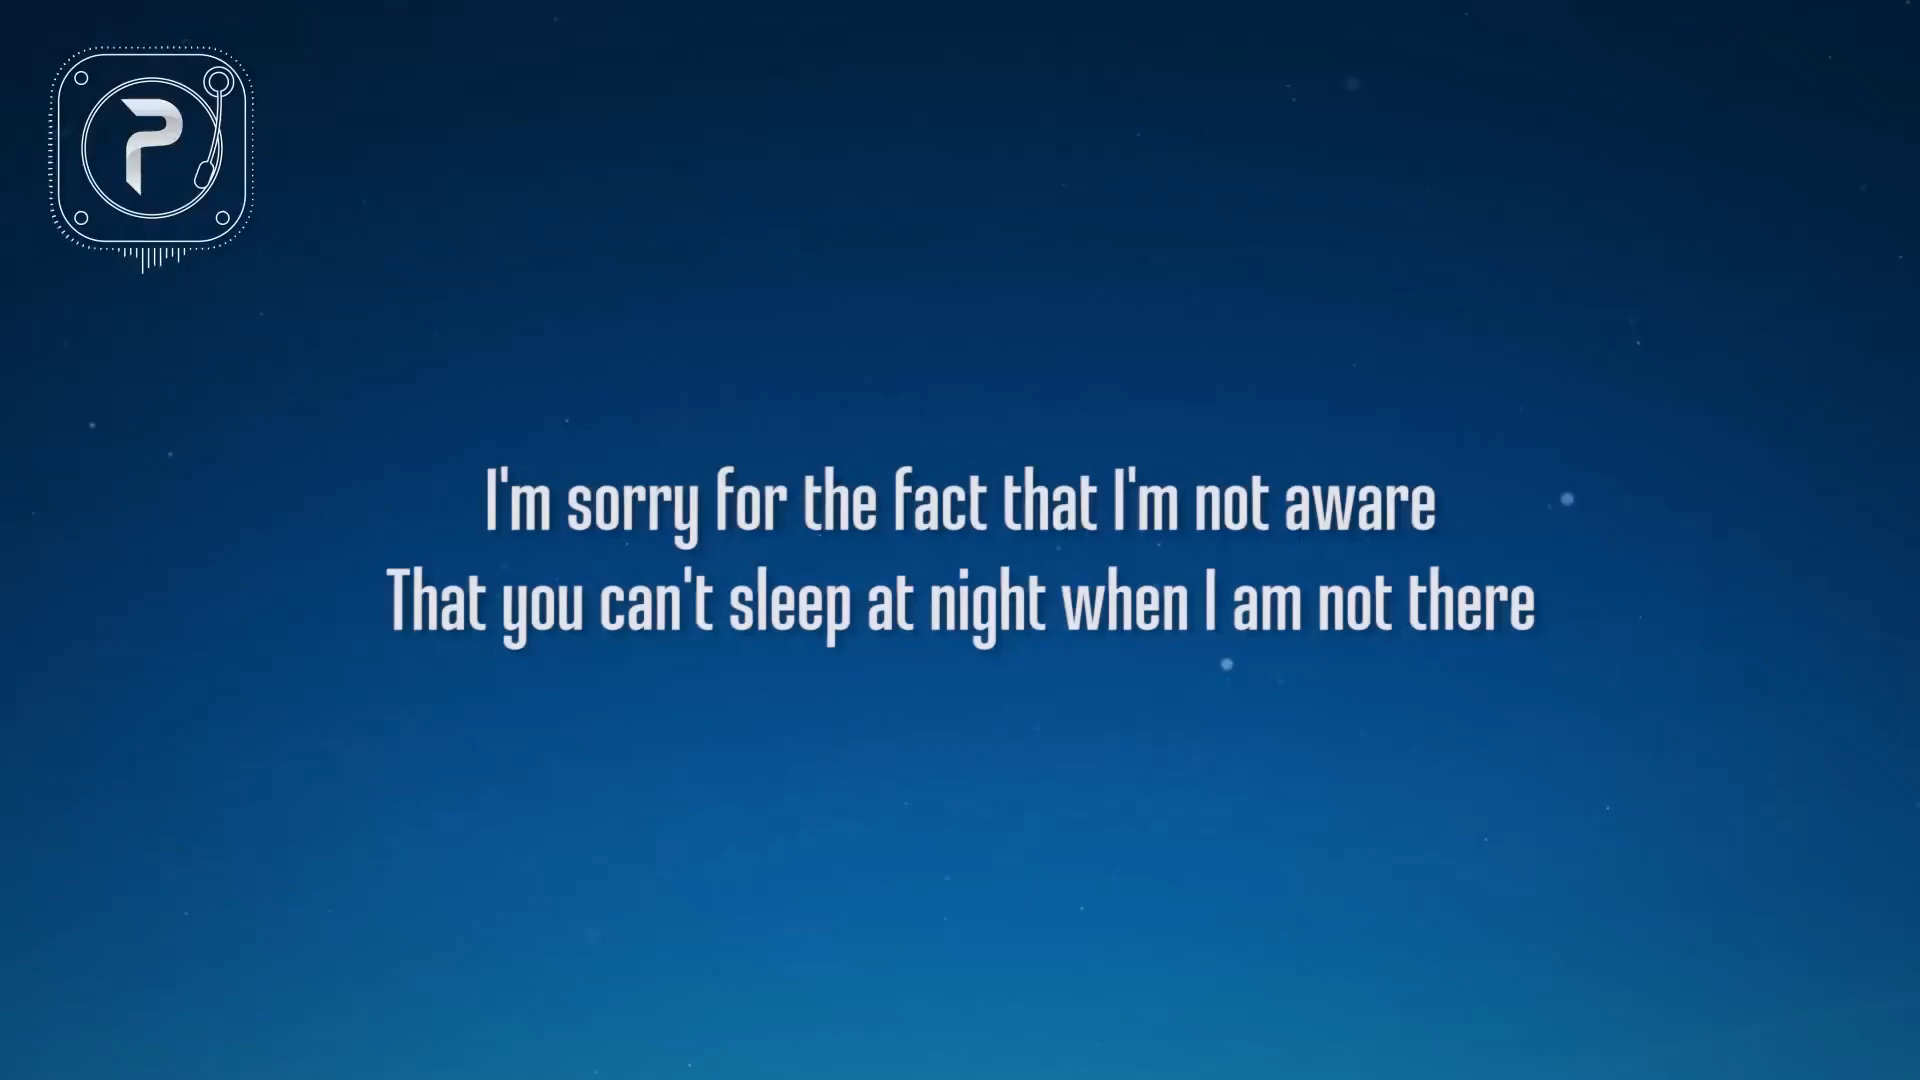 P
I'm sorry for the fact that I'm not aware
That you can't sleep at night when I am not there